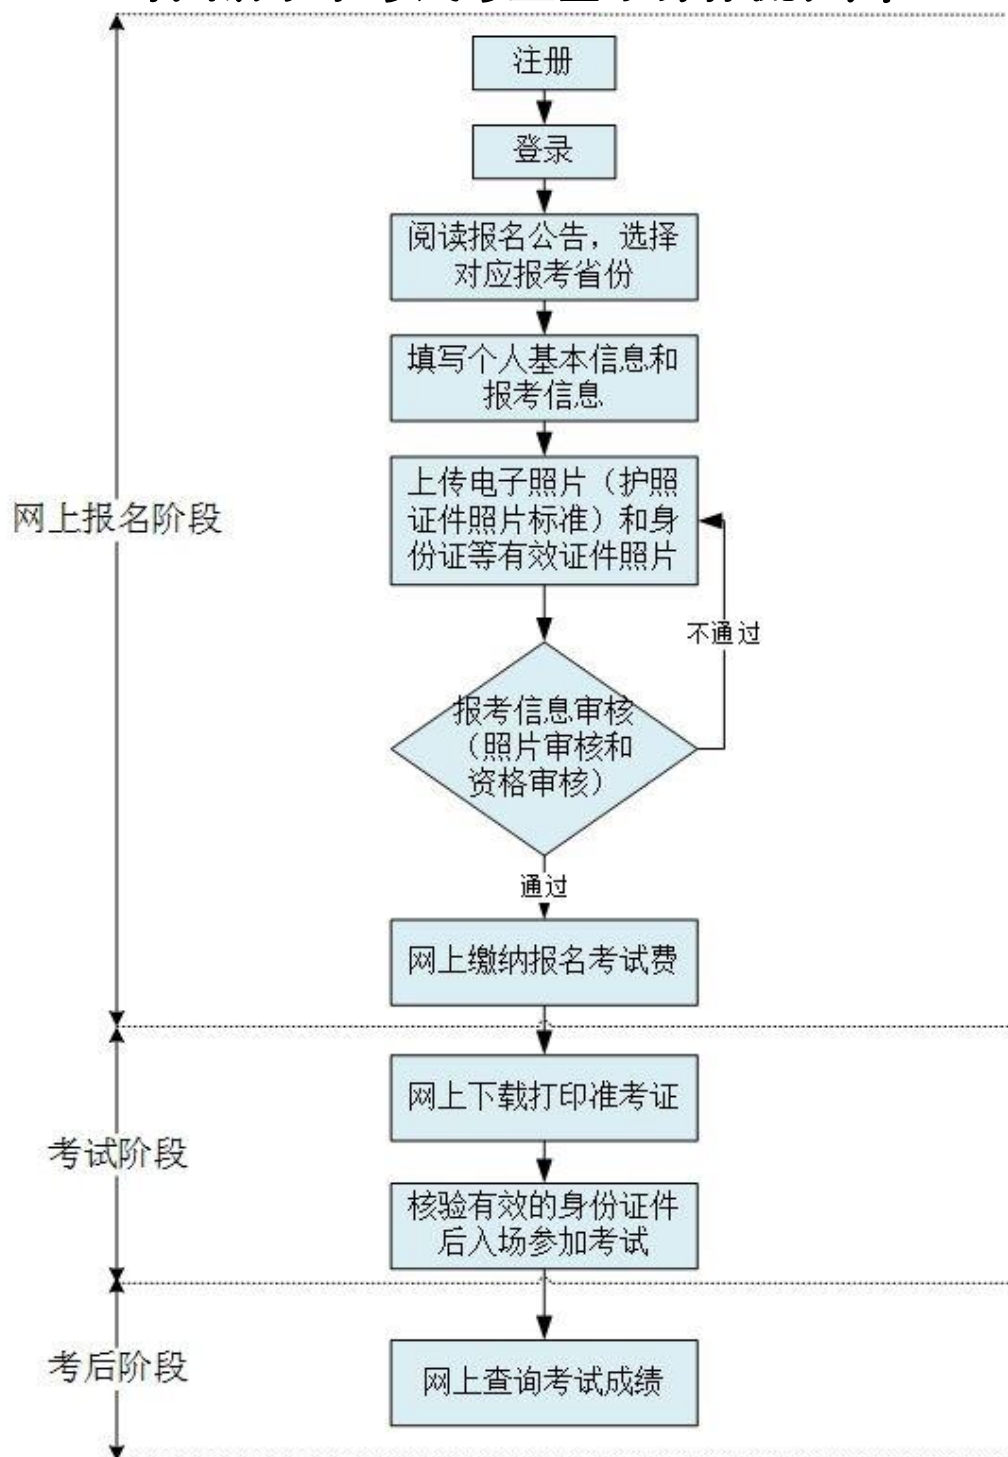 注册
登录
阅读报名公告，选择
对应报考省份
填写个人基本信息和
报考信息
上传电子照片（护照
证件照片标准）和身
份证等有效证件照片
网上报名阶段
不通过
报考信息审核
（照片审核和
资格审核）
通过
网上缴纳报名考试费
网上下载打印准考证
考试阶段
核验有效的身份证件
后入场参加考试
考后阶段
网上查询考试成绩